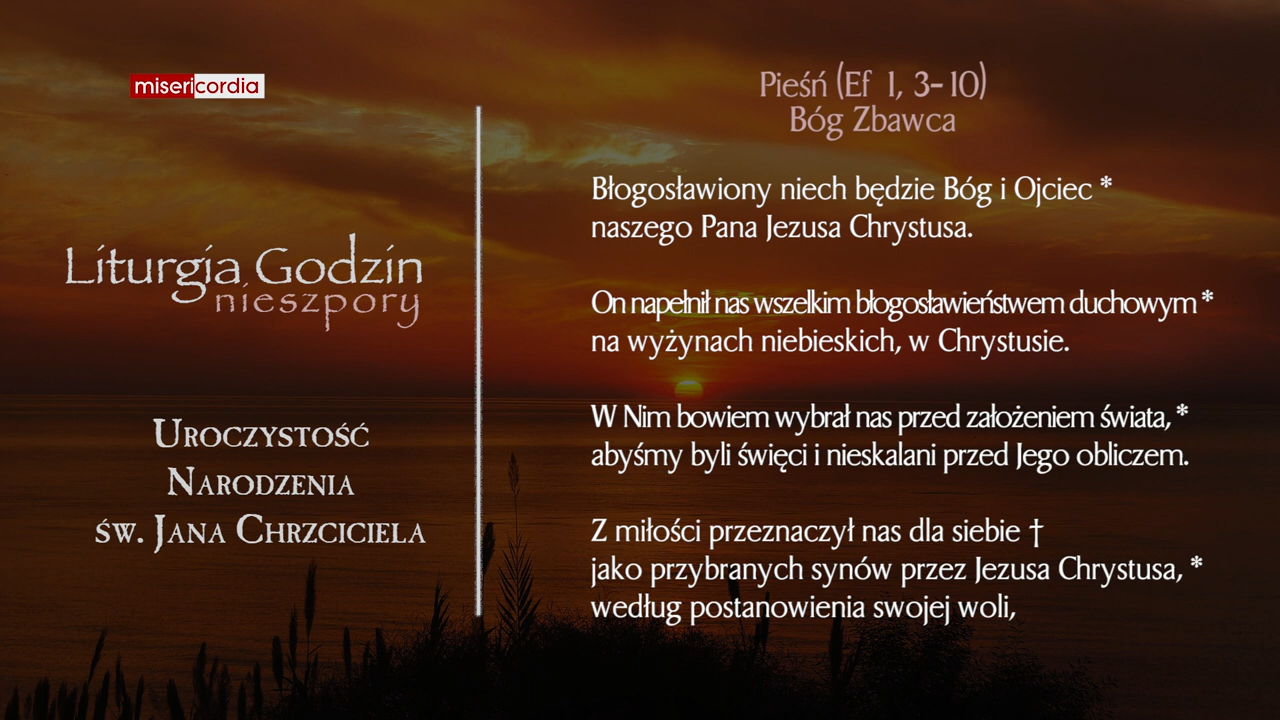 misericordia
Liturgia Godzin
nieszpory
Uroczystość
Narodzenia
św. Jana Chrzciciela
Pieśń (Ef 1, 3-10)
Bóg Zbawca
Błogosławiony niech będzie Bóg i Ojciec *
naszego Pana Jezusa Chrystusa.
On napełnił nas wszelkim błogosławieństwem duchowym *
na wyżynach niebieskich, w Chrystusie.
W Nim bowiem wybrał nas przed założeniem świata, *
abyśmy byli święci i nieskalani przed Jego obliczem.
Z miłości przeznaczył nas dla siebie †
jako przybranych synów przez Jezusa Chrystusa, *
według postanowienia swojej woli,